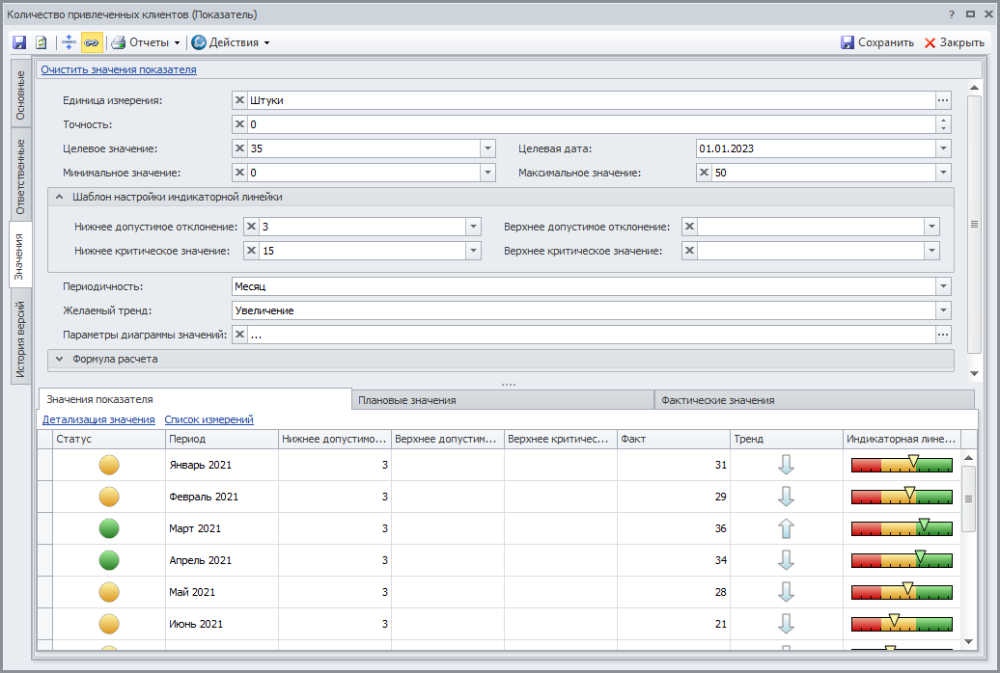 Количество привлеченных клиентов (Показатель)
Отчеты Действия Сохранить Закрыть
Основные
Ответственные
Значения
История версий
Очистить значения показателя
Единица измерения: Штуки
Точность: 0
Целевое значение: 35 Целевая дата: 01.01.2023
Минимальное значение: 0 Максимальное значение: 50
Шаблон настройки индикаторной линейки
Нижнее допустимое отклонение: 3 Верхнее допустимое отклонение:
Нижнее критическое значение: 15 Верхнее критическое значение:
Периодичность: Месяц
Желаемый тренд: Увеличение
Параметры диаграммы значений: ...
Формула расчета
Значения показателя Плановые значения Фактические значения
Детализация значения Список измерений
Статус Период Нижнее допустимо... Верхнее допустим... Верхнее критичес... Факт Тренд Индикаторная лине...
Январь 2021 3 31
Февраль 2021 3 29
Март 2021 3 36
Апрель 2021 3 34
Май 2021 3 28
Июнь 2021 3 21